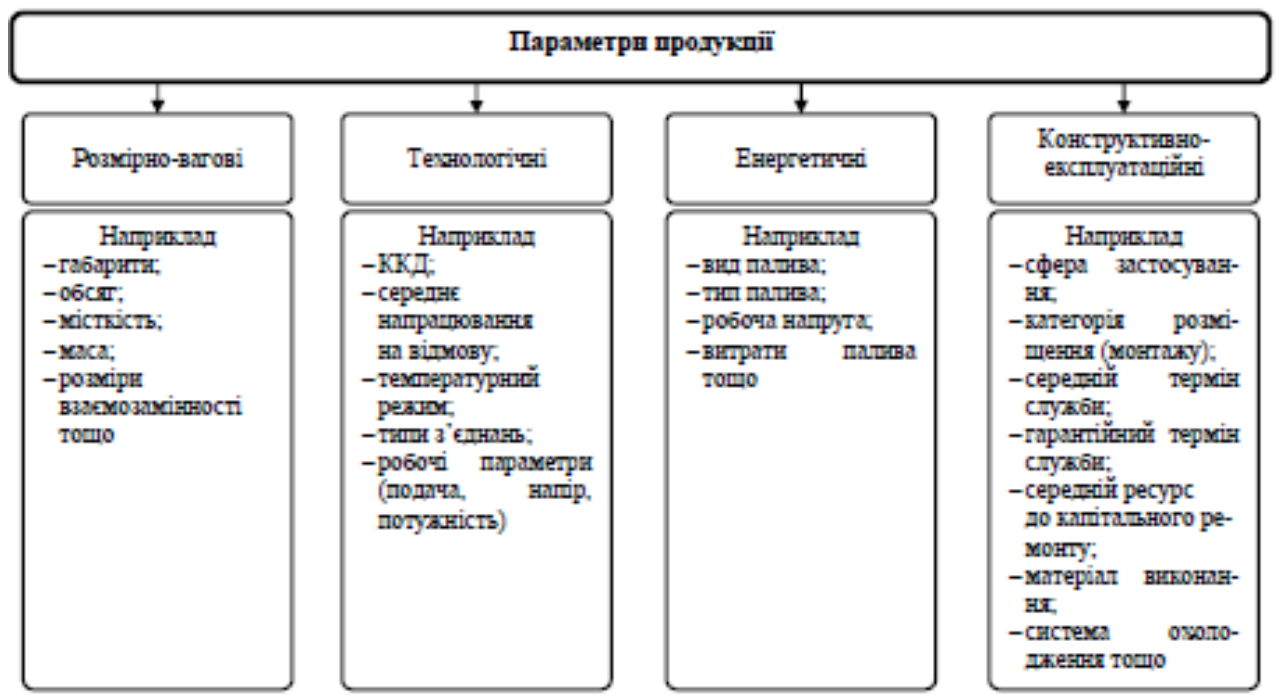 Параметри продукції
Розмірно-вагові
Наприклад
–габарити;
–обсяг;
–місткість;
–маса;
–розміри
взаємозамінності
тощо
Технологічні
Наприклад
–ККД;
–середнє
напрацювання
на відмову;
–температурний
режим;
–типи з’єднань;
–робочі параметри
(подача, напір,
потужність)
Енергетичні
Наприклад
–вид палива;
–тип палива;
–робоча напруга;
–витрати палива
тощо
Конструктивно-
експлуатаційні
Наприклад
–сфера застосуван-
ня;
–категорія розмі-
щення (монтажу);
–середній термін
служби;
–гарантійний термін
служби;
–середній ресурс
до капітального ре-
монту;
–матеріал виконан-
ня;
–система охоло-
дження тощо